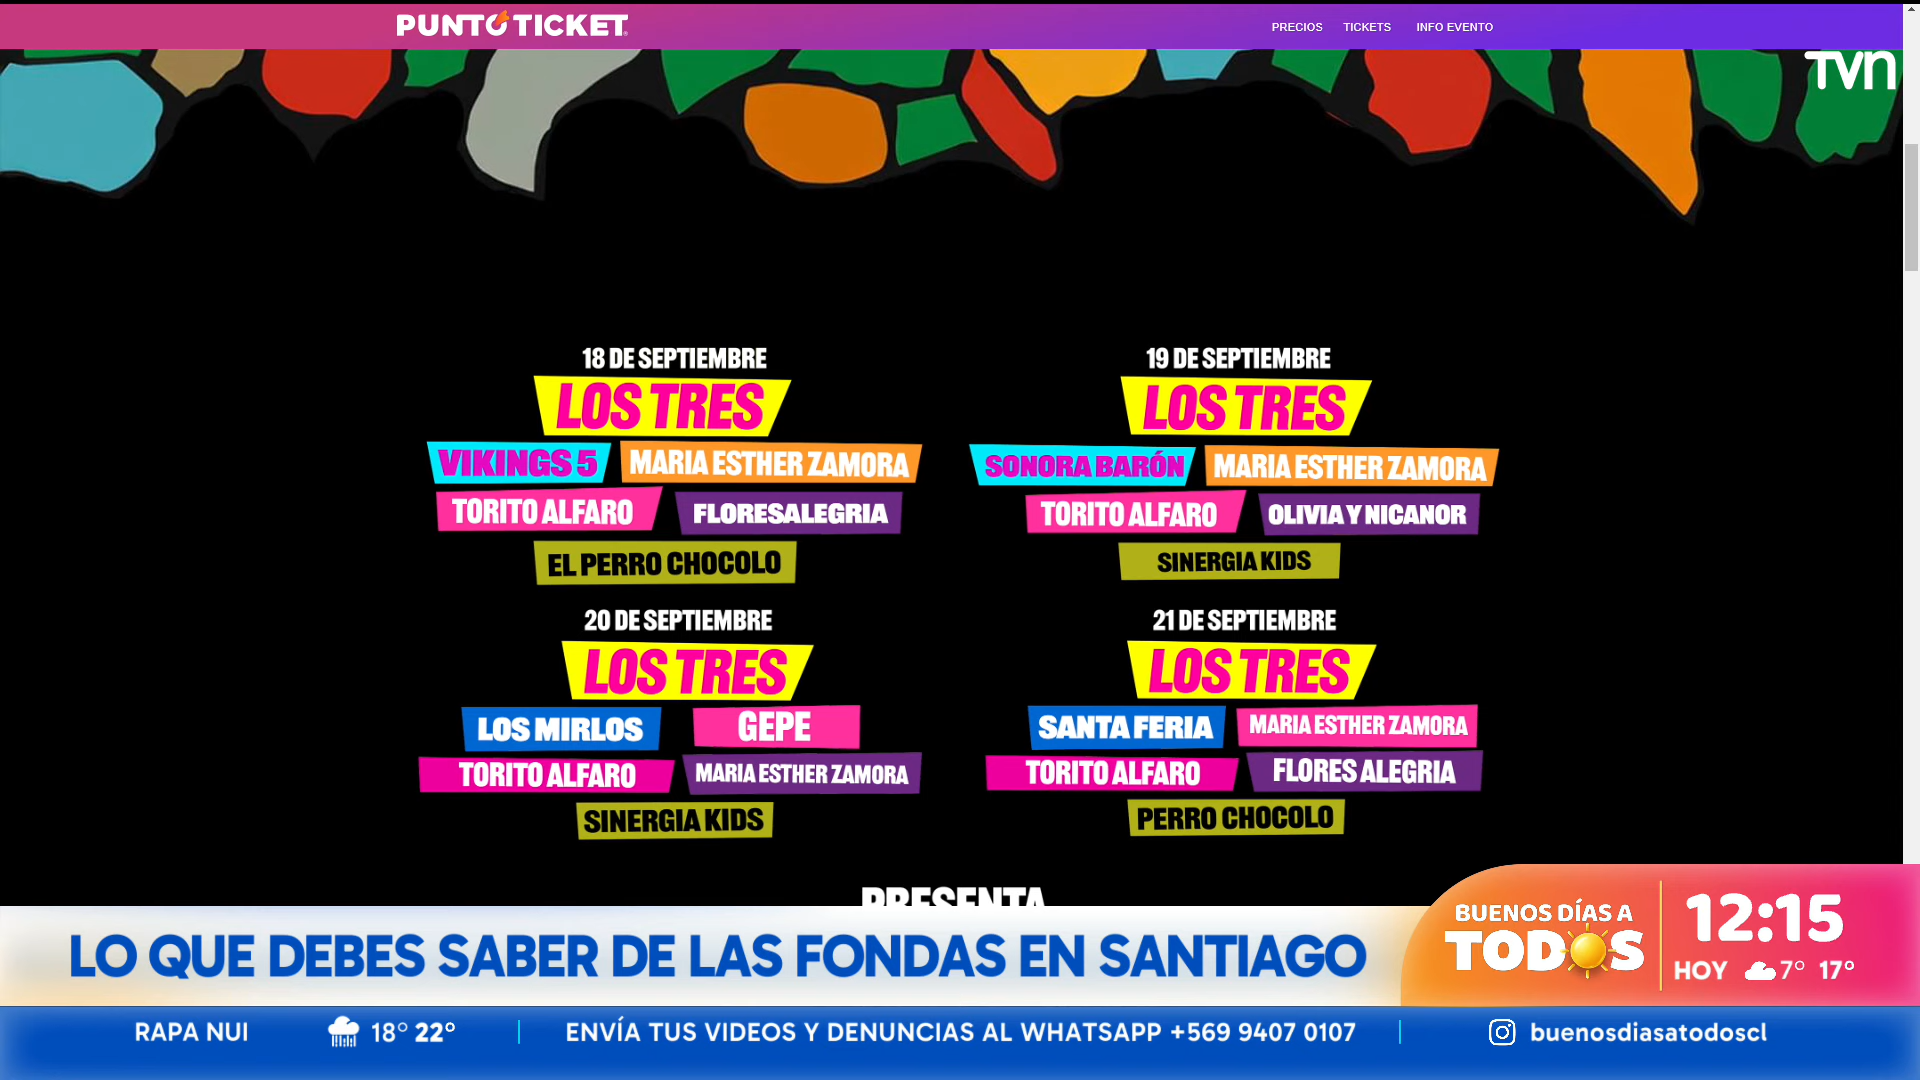 PUNTOTICKET
PRECIOS TICKETS INFO EVENTO
TVN
18 DE SEPTIEMBRE
LOS TRES
VIKINGS 5 MARIA ESTHER ZAMORA
TORITO ALFARO FLORESALEGRIA
EL PERRO CHOCOLO
19 DE SEPTIEMBRE
LOS TRES
SONORA BARÓN MARIA ESTHER ZAMORA
TORITO ALFARO OLIVIA Y NICANOR
SINERGIA KIDS
20 DE SEPTIEMBRE
LOS TRES
LOS MIRLOS GEPE
TORITO ALFARO MARIA ESTHER ZAMORA
SINERGIA KIDS
21 DE SEPTIEMBRE
LOS TRES
SANTA FERIA MARIA ESTHER ZAMORA
TORITO ALFARO FLORES ALEGRIA
PERRO CHOCOLO
PRESENTA
LO QUE DEBES SABER DE LAS FONDAS EN SANTIAGO
BUENOS DÍAS A
TODOS
12:15
HOY 7° 17°
RAPA NUI 18° 22° ENVÍA TUS VIDEOS Y DENUNCIAS AL WHATSAPP +569 9407 0107 buenosdiasatodoscl